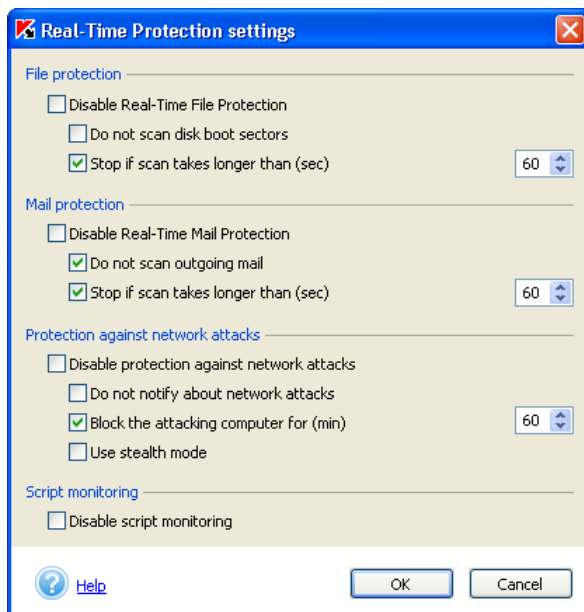 Real-Time Protection settings
File protection
Disable Real-Time File Protection
Do not scan disk boot sectors
Stop if scan takes longer than (sec) 60
Mail protection
Disable Real-Time Mail Protection
Do not scan outgoing mail
Stop if scan takes longer than (sec) 60
Protection against network attacks
Disable protection against network attacks
Do not notify about network attacks
Block the attacking computer for (min) 60
Use stealth mode
Script monitoring
Disable script monitoring
? Help OK Cancel